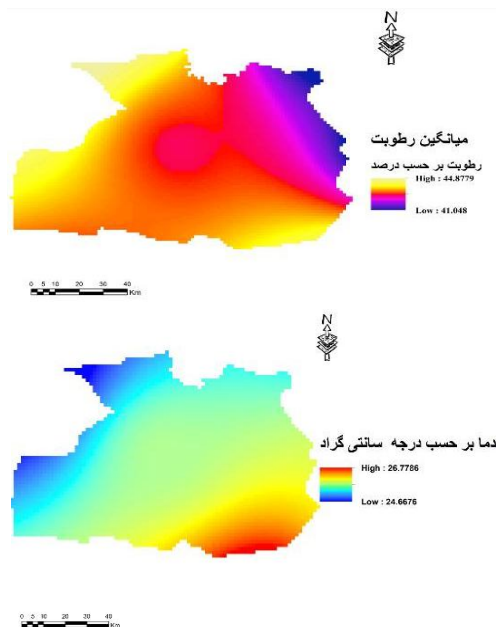 N
میانگین رطوبت
رطوبت بر حسب درصد
High : 44.8779
Low : 41.048
0 5 10 20 30 40
Km
N
دما بر حسب درجه سانتی گراد
High : 26.7786
Low : 24.6676
0 5 10 20 30 40
Km